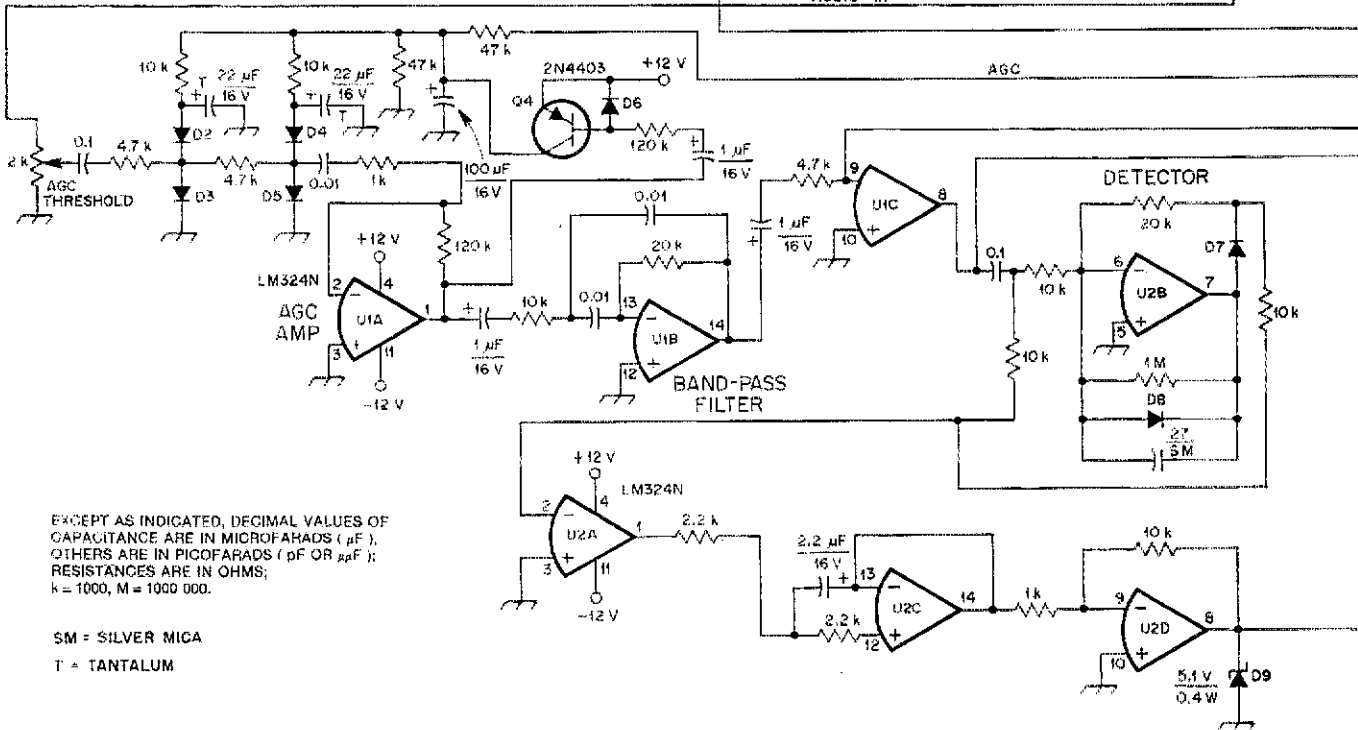 47 k
10 k
22 µF
16 V
T
10 k
22 µF
16 V
T
47 k
2N4403
+12 V
AGC
Q4
D6
120 k
1 µF
16 V
100 µF
16 V
2 k
AGC
THRESHOLD
0.1
4.7 k
D2
D3
4.7 k
D4
D5
0.01
1 k
120 k
+12 V
LM324N
AGC
AMP
2
3
4
11
1
U1A
-12 V
1 µF
16 V
10 k
0.01
0.01
20 k
13
12
14
U1B
BAND-PASS
FILTER
1 µF
16 V
4.7 k
9
10
8
U1C
DETECTOR
0.1
10 k
10 k
20 k
D7
6
5
7
U2B
10 k
1 M
D8
27
SM
+12 V
LM324N
2
3
4
11
1
U2A
-12 V
2.2 k
2.2 µF
16 V
2.2 k
13
12
14
U2C
1 k
10 k
9
10
8
U2D
5.1 V
0.4 W
D9
EXCEPT AS INDICATED, DECIMAL VALUES OF
CAPACITANCE ARE IN MICROFARADS ( µF ),
OTHERS ARE IN PICOFARADS ( pF OR µµF );
RESISTANCES ARE IN OHMS;
k = 1000, M = 1000 000.
SM = SILVER MICA
T = TANTALUM